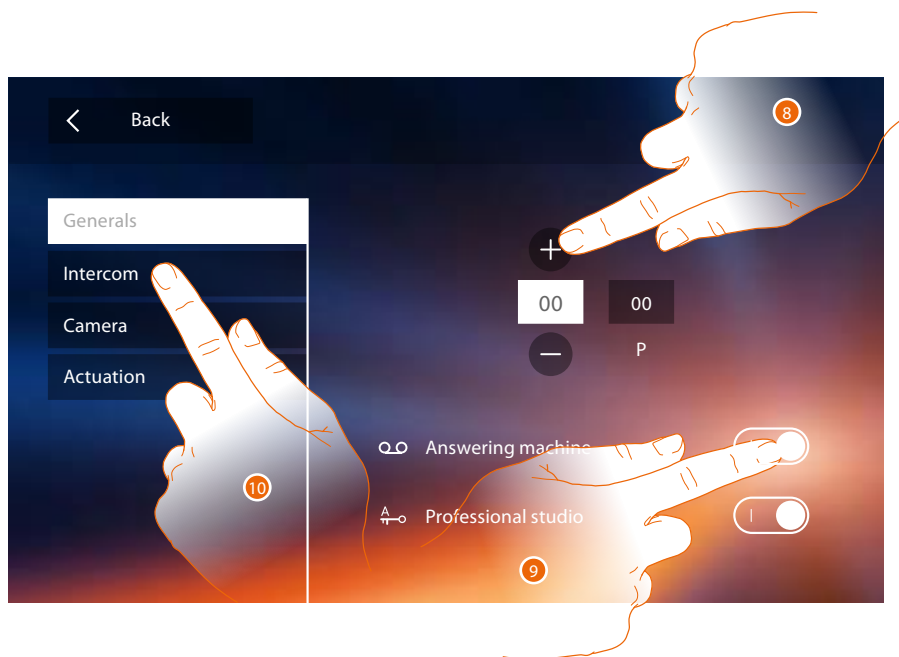 Back
8
Generals
Intercom
Camera
Actuation
+
00 00
−
P
Answering machine
A
Professional studio
10
9